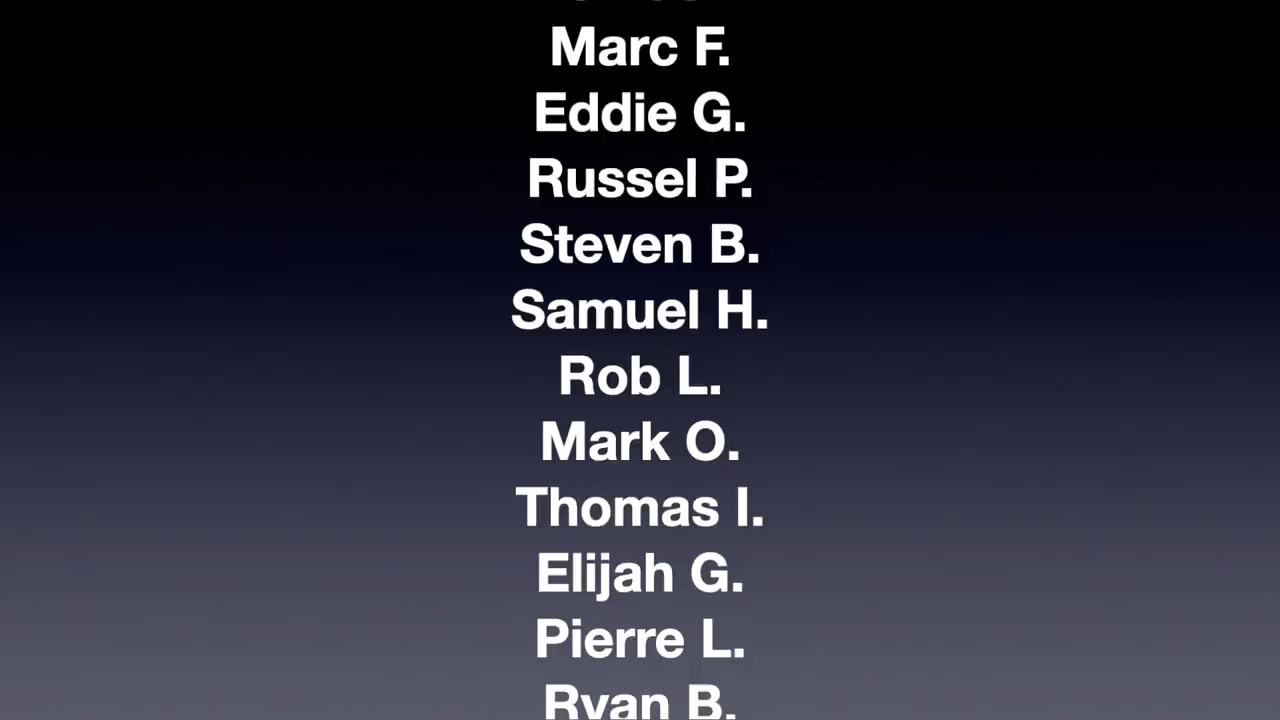 Marc F.
Eddie G.
Russel P.
Steven B.
Samuel H.
Rob L.
Mark O.
Thomas I.
Elijah G.
Pierre L.
Ryan B.